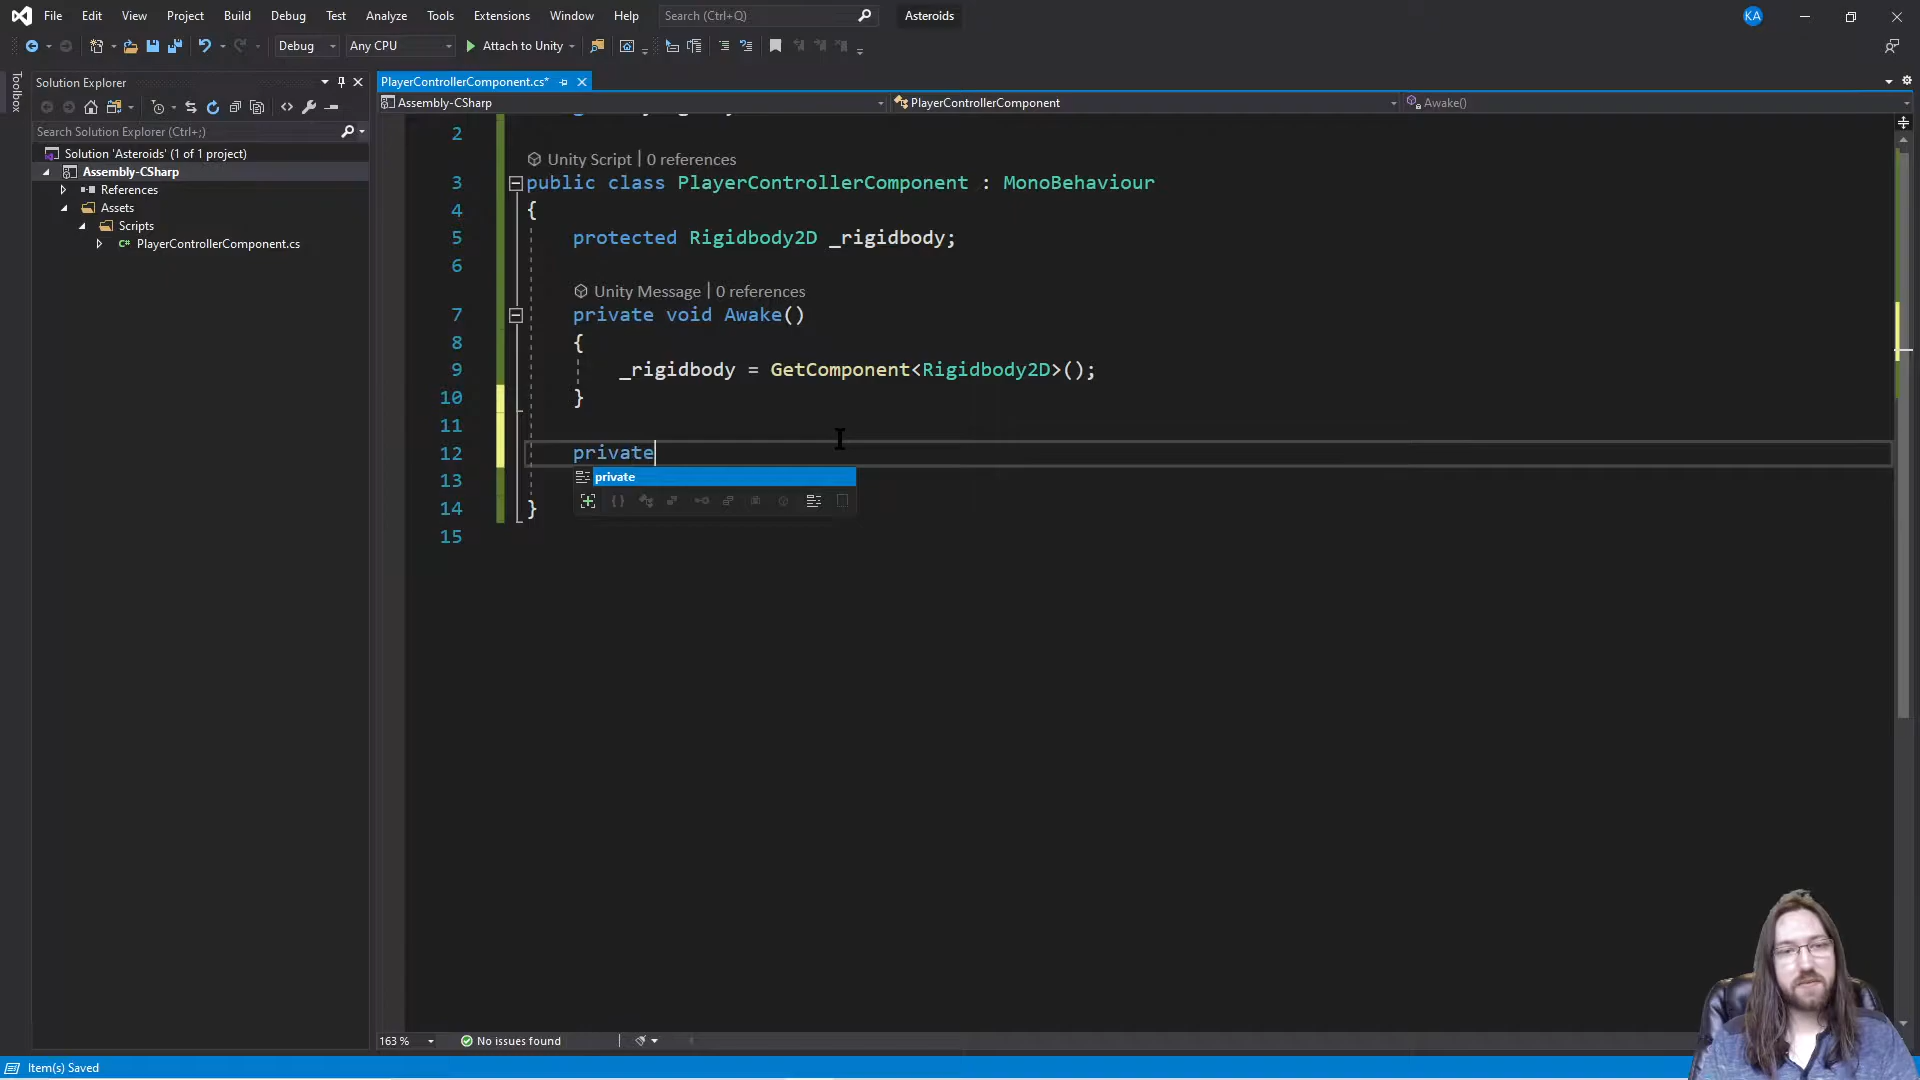 File Edit View Project Build Debug Test Analyze Tools Extensions Window Help Search (Ctrl+Q) Asteroids KA
Debug Any CPU Attach to Unity
Toolbox
Solution Explorer
Search Solution Explorer (Ctrl+;)
Solution 'Asteroids' (1 of 1 project)
Assembly-CSharp
References
Assets
Scripts
C# PlayerControllerComponent.cs
PlayerControllerComponent.cs*
Assembly-CSharp PlayerControllerComponent Awake()
2
Unity Script | 0 references
3 public class PlayerControllerComponent : MonoBehaviour
4 {
5 protected Rigidbody2D _rigidbody;
6
Unity Message | 0 references
7 private void Awake()
8 {
9 _rigidbody = GetComponent<Rigidbody2D>();
10 }
11
12 private
private
13
14 }
15
163 % No issues found
Item(s) Saved